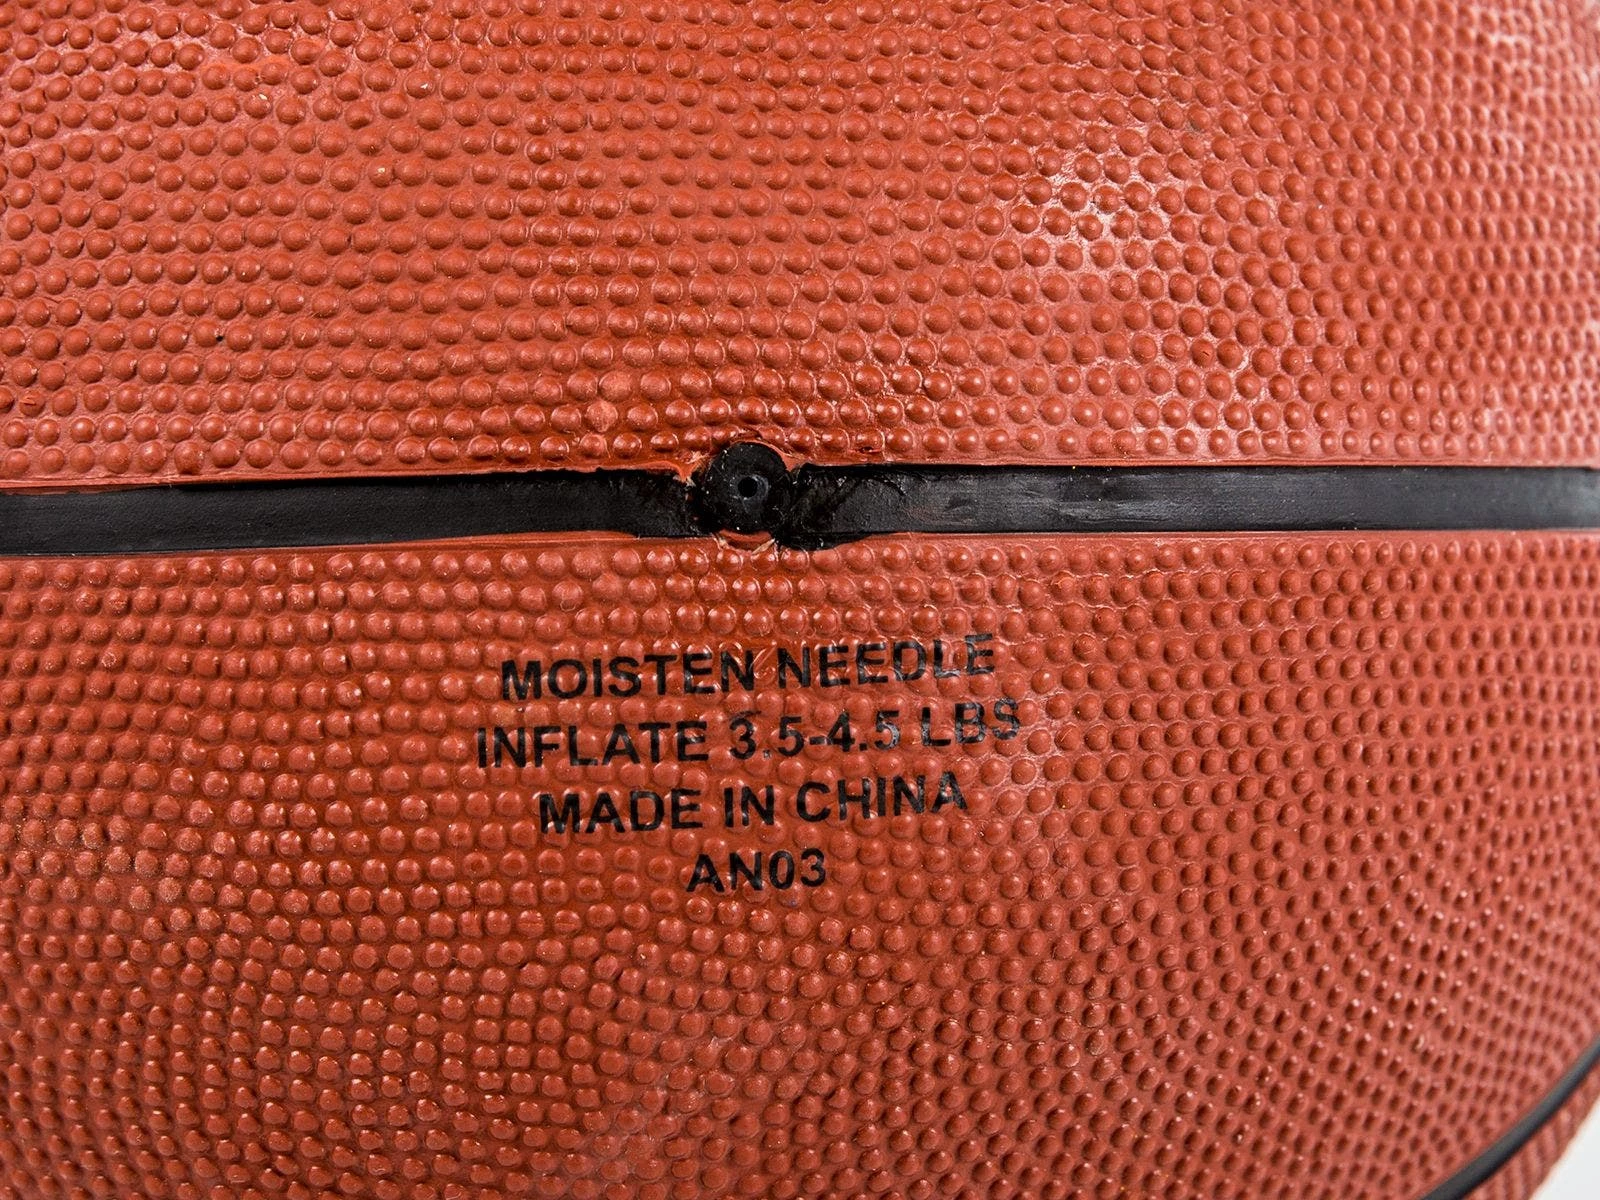 MOISTEN NEEDLE
INFLATE 3.5-4.5 LBS
MADE IN CHINA
AN03